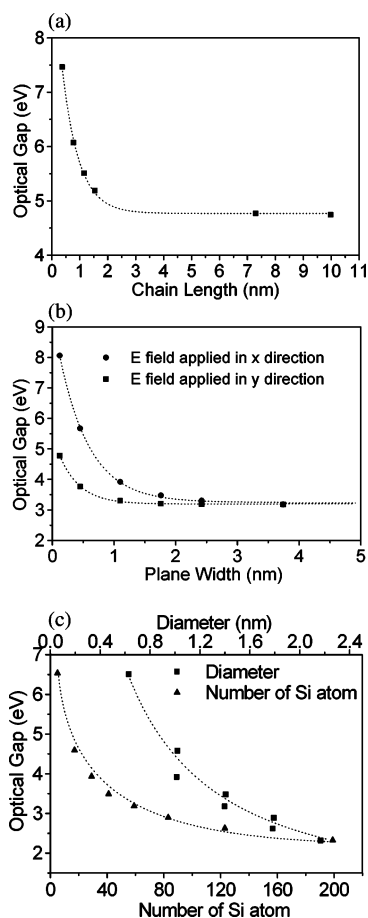 (a)
8
7
6
5
4
Optical Gap (eV)
0 1 2 3 4 5 6 7 8 9 10 11
Chain Length (nm)
(b)
9
8
7
6
5
4
3
2
Optical Gap (eV)
E field applied in x direction
E field applied in y direction
0 1 2 3 4 5
Plane Width (nm)
(c)
Diameter (nm)
0.0 0.4 0.8 1.2 1.6 2.0 2.4
7
6
5
4
3
2
Optical Gap (eV)
Diameter
Number of Si atom
0 40 80 120 160 200
Number of Si atom